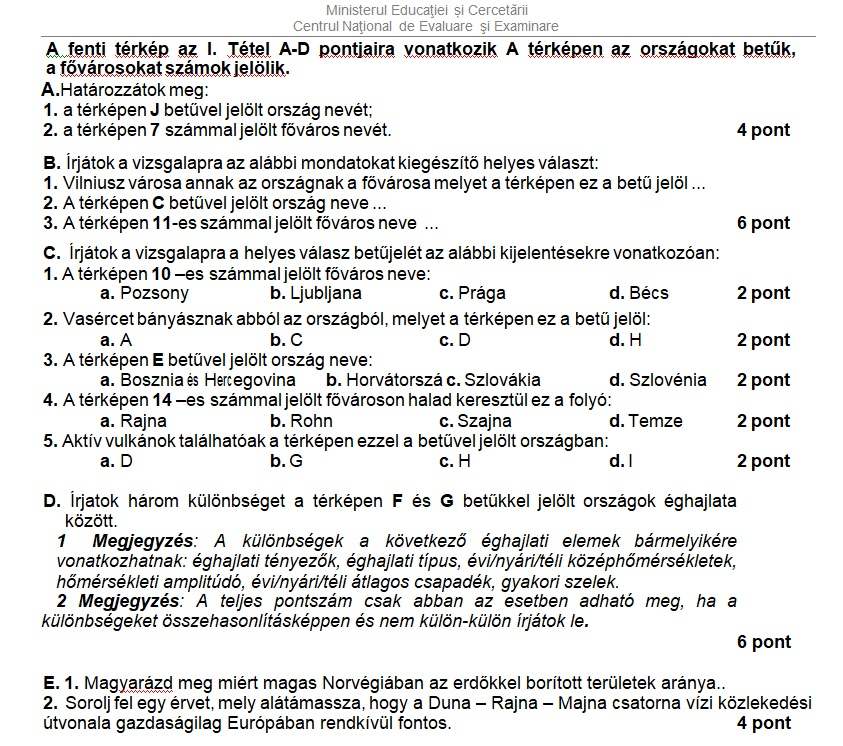 Ministerul Educaţiei și Cercetării
Centrul Naţional de Evaluare şi Examinare
A fenti térkép az I. Tétel A-D pontjaira vonatkozik A térképen az országokat betűk,
a fővárosokat számok jelölik.
A.Határozzátok meg:
1. a térképen J betűvel jelölt ország nevét;
2. a térképen 7 számmal jelölt főváros nevét. 4 pont
B. Írjátok a vizsgalapra az alábbi mondatokat kiegészítő helyes választ:
1. Vilniusz városa annak az országnak a fővárosa melyet a térképen ez a betű jelöl ...
2. A térképen C betűvel jelölt ország neve ...
3. A térképen 11-es számmal jelölt főváros neve ... 6 pont
C. Írjátok a vizsgalapra a helyes válasz betűjelét az alábbi kijelentésekre vonatkozóan:
1. A térképen 10 –es számmal jelölt főváros neve:
a. Pozsony b. Ljubljana c. Prága d. Bécs 2 pont
2. Vasércet bányásznak abból az országból, melyet a térképen ez a betű jelöl:
a. A b. C c. D d. H 2 pont
3. A térképen E betűvel jelölt ország neve:
a. Bosznia és Hercegovina b. Horvátorszá c. Szlovákia d. Szlovénia 2 pont
4. A térképen 14 –es számmal jelölt fővároson halad keresztül ez a folyó:
a. Rajna b. Rohn c. Szajna d. Temze 2 pont
5. Aktív vulkánok találhatóak a térképen ezzel a betűvel jelölt országban:
a. D b. G c. H d. I 2 pont
D. Írjatok három különbséget a térképen F és G betűkkel jelölt országok éghajlata
között.
1 Megjegyzés: A különbségek a következő éghajlati elemek bármelyikére
vonatkozhatnak: éghajlati tényezők, éghajlati típus, évi/nyári/téli középhőmérsékletek,
hőmérsékleti amplitúdó, évi/nyári/téli átlagos csapadék, gyakori szelek.
2 Megjegyzés: A teljes pontszám csak abban az esetben adható meg, ha a
különbségeket összehasonlításképpen és nem külön-külön írjátok le.
6 pont
E. 1. Magyarázd meg miért magas Norvégiában az erdőkkel borított területek aránya..
2. Sorolj fel egy érvet, mely alátámassza, hogy a Duna – Rajna – Majna csatorna vízi közlekedési
útvonala gazdaságilag Európában rendkívül fontos. 4 pont